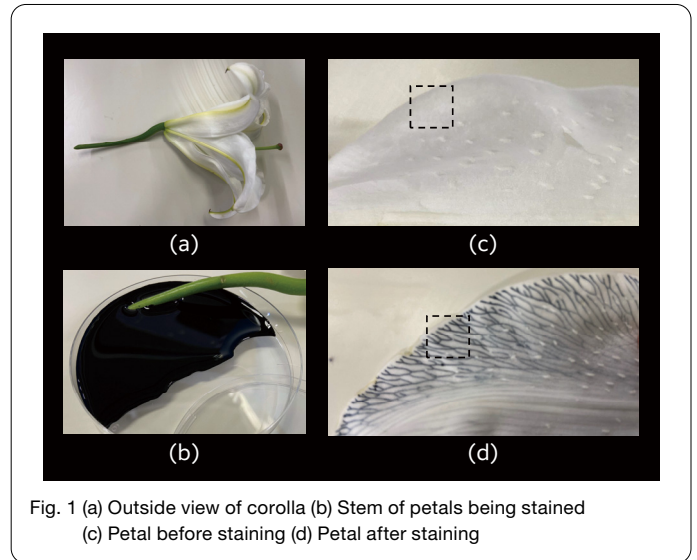 (a)
(c)
(b)
(d)
Fig. 1 (a) Outside view of corolla (b) Stem of petals being stained
(c) Petal before staining (d) Petal after staining